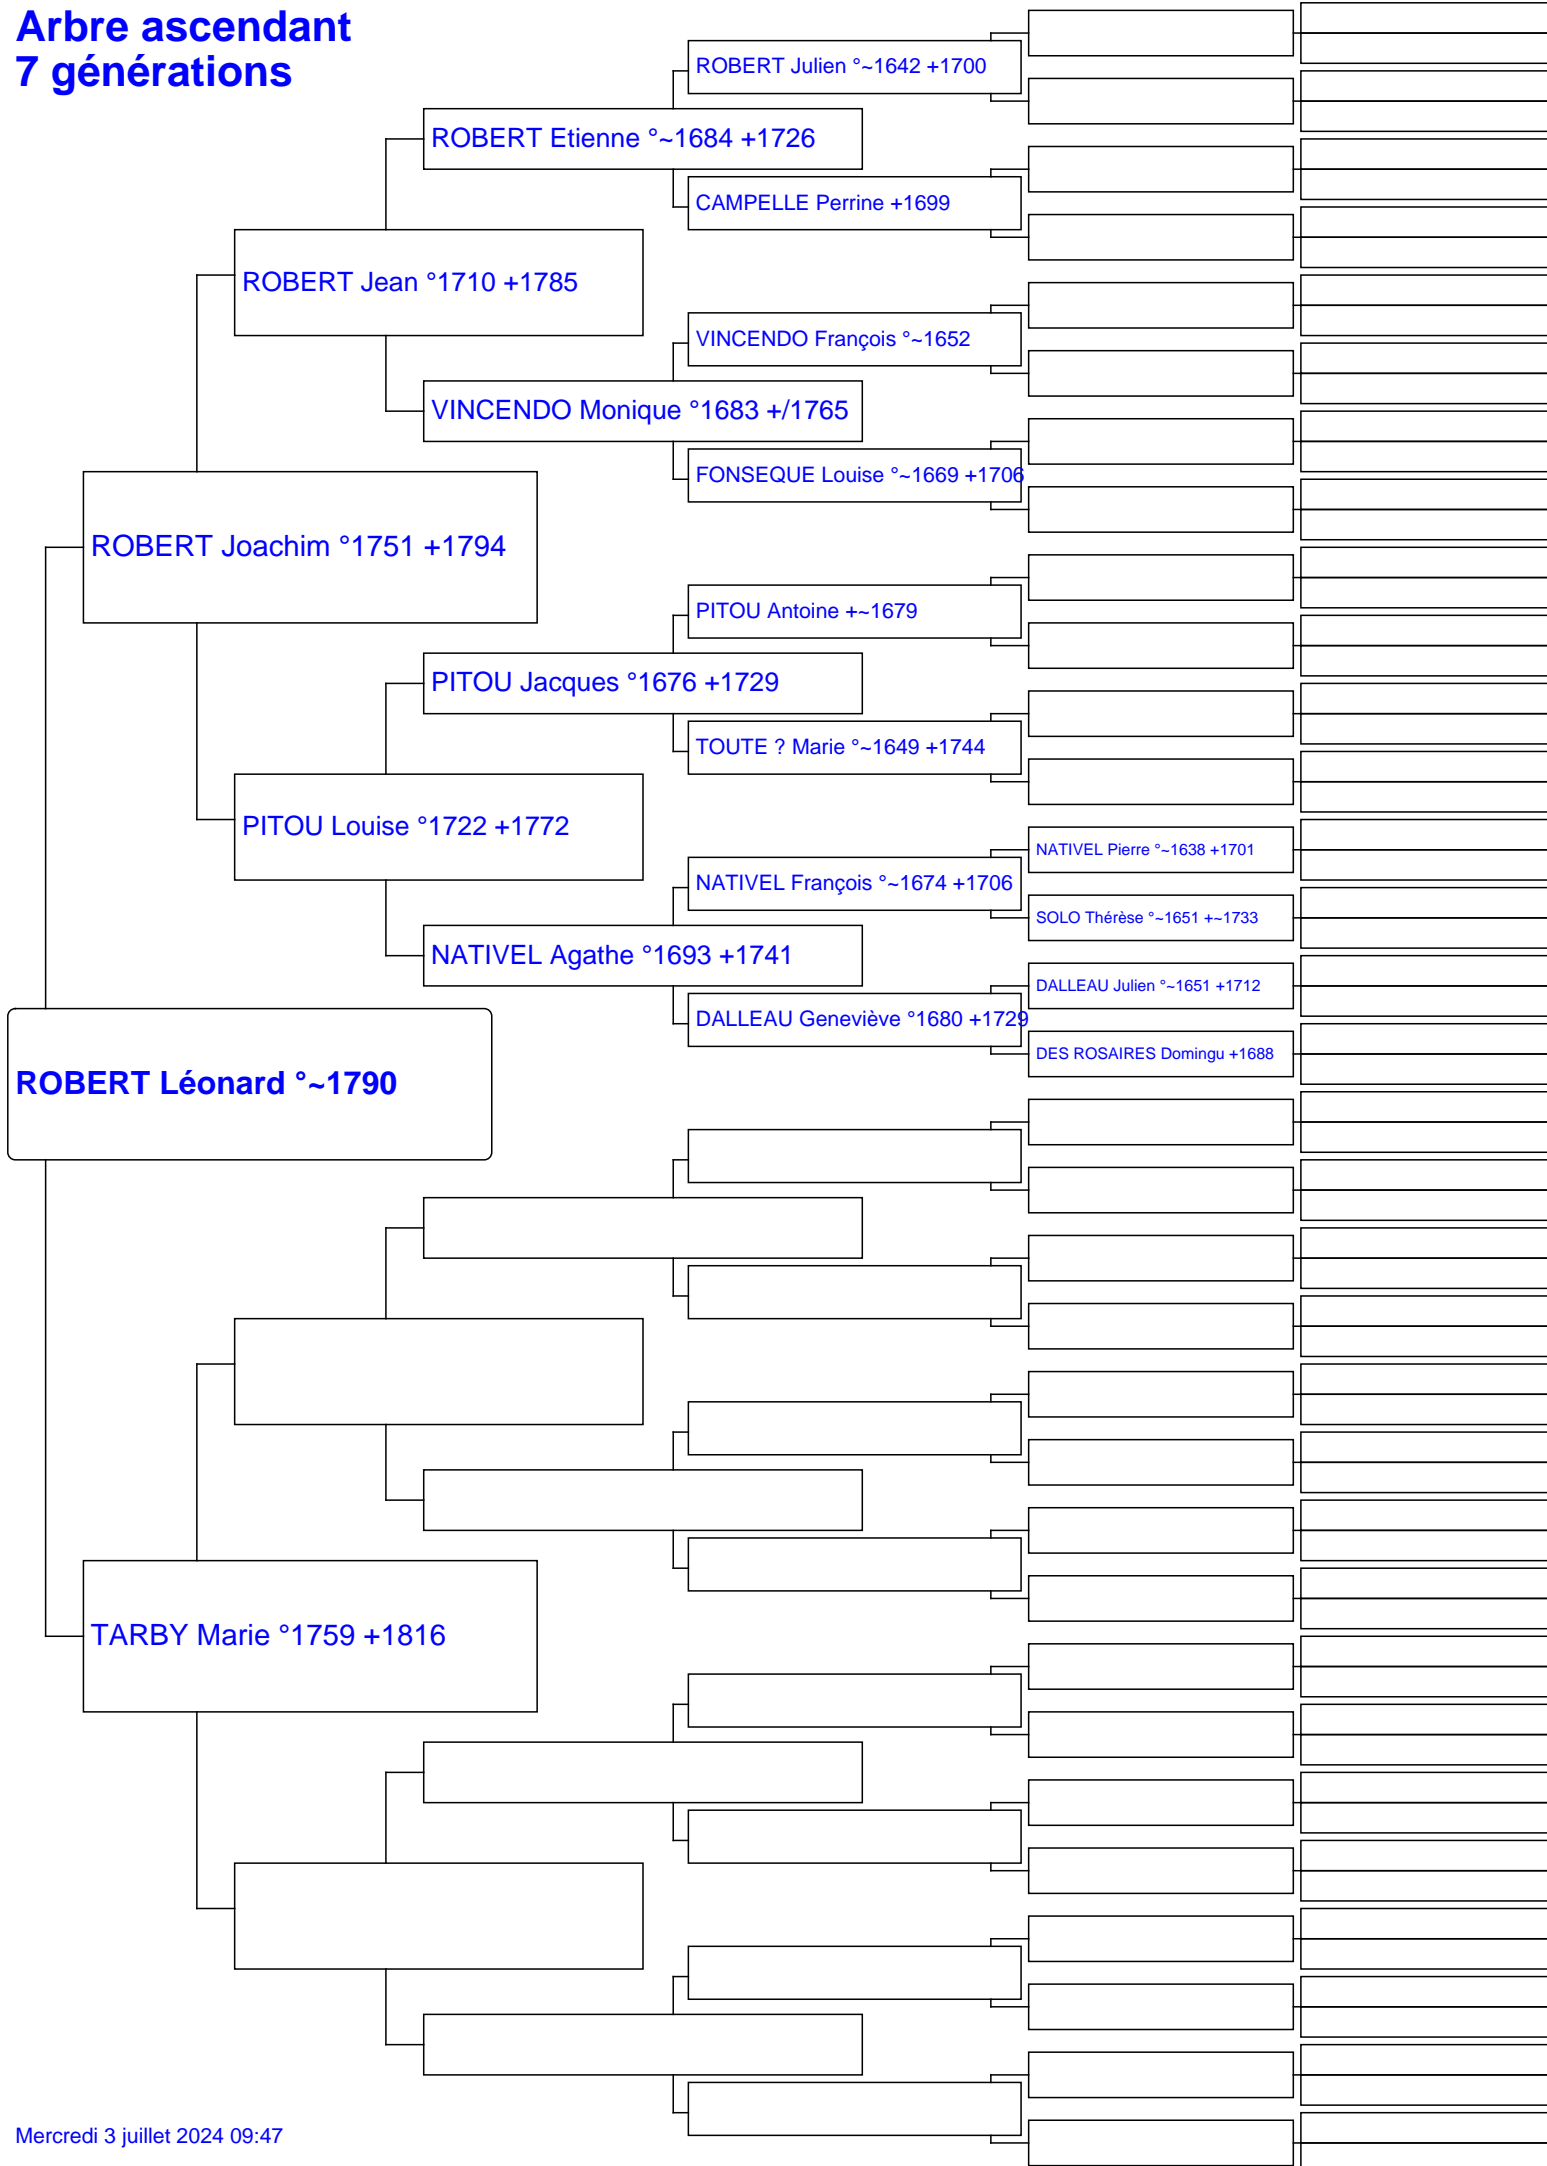 Arbre ascendant
7 générations
ROBERT Julien °~1642 +1700
ROBERT Etienne °~1684 +1726
CAMPELLE Perrine +1699
ROBERT Jean °1710 +1785
VINCENDO François °~1652
VINCENDO Monique °1683 +/1765
FONSEQUE Louise °~1669 +1706
ROBERT Joachim °1751 +1794
PITOU Antoine +~1679
PITOU Jacques °1676 +1729
TOUTE ? Marie °~1649 +1744
PITOU Louise °1722 +1772
NATIVEL Pierre °~1638 +1701
NATIVEL François °~1674 +1706
SOLO Thérèse °~1651 +~1733
NATIVEL Agathe °1693 +1741
DALLEAU Julien °~1651 +1712
DALLEAU Geneviève °1680 +1729
DES ROSAIRES Domingu +1688
ROBERT Léonard °~1790
TARBY Marie °1759 +1816
Mercredi 3 juillet 2024 09:47